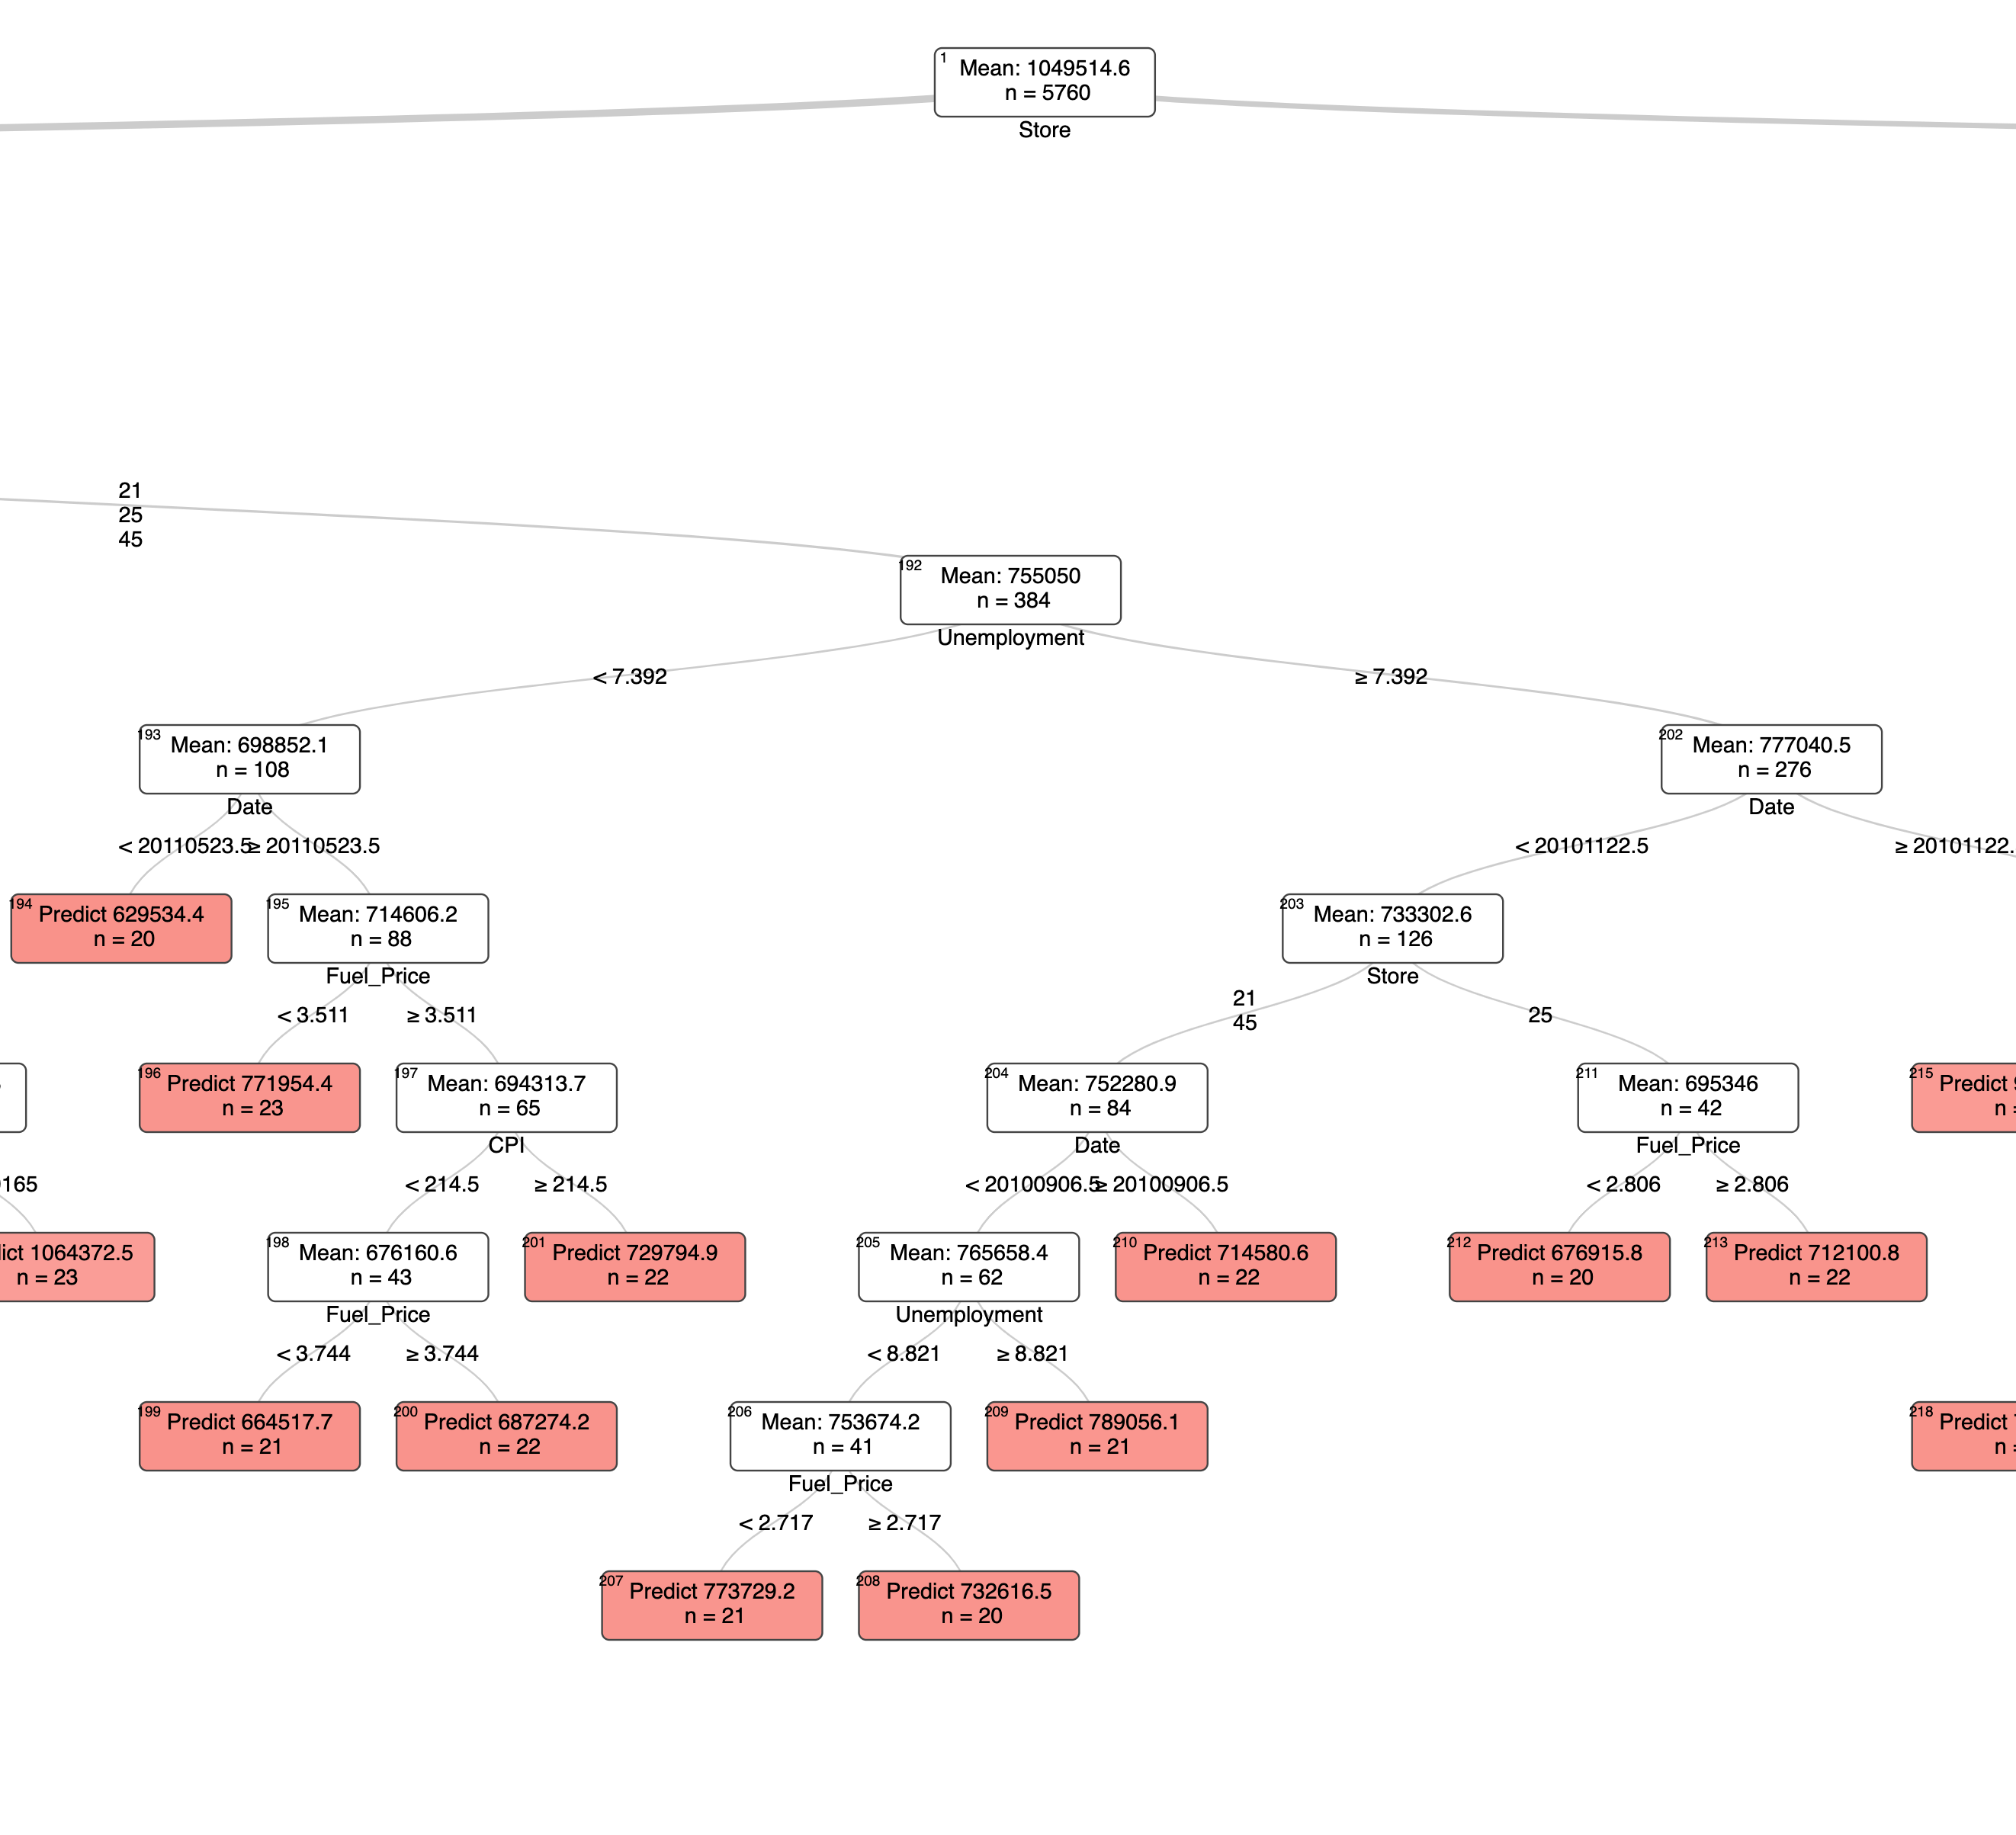 1
Mean: 1049514.6
n = 5760
Store
21
25
45
192
Mean: 755050
n = 384
Unemployment
< 7.392
≥ 7.392
193
Mean: 698852.1
n = 108
Date
202
Mean: 777040.5
n = 276
Date
< 20110523.5
≥ 20110523.5
< 20101122.5
≥ 20101122.
194
Predict 629534.4
n = 20
195
Mean: 714606.2
n = 88
Fuel_Price
203
Mean: 733302.6
n = 126
Store
< 3.511
≥ 3.511
21
45
25
196
Predict 771954.4
n = 23
197
Mean: 694313.7
n = 65
CPI
204
Mean: 752280.9
n = 84
Date
211
Mean: 695346
n = 42
Fuel_Price
215
Predict
n
165
< 214.5
≥ 214.5
< 20100906.5
≥ 20100906.5
< 2.806
≥ 2.806
ict 1064372.5
n = 23
198
Mean: 676160.6
n = 43
Fuel_Price
201
Predict 729794.9
n = 22
205
Mean: 765658.4
n = 62
Unemployment
210
Predict 714580.6
n = 22
212
Predict 676915.8
n = 20
213
Predict 712100.8
n = 22
< 3.744
≥ 3.744
< 8.821
≥ 8.821
199
Predict 664517.7
n = 21
200
Predict 687274.2
n = 22
206
Mean: 753674.2
n = 41
Fuel_Price
209
Predict 789056.1
n = 21
218
Predict
n
< 2.717
≥ 2.717
207
Predict 773729.2
n = 21
208
Predict 732616.5
n = 20